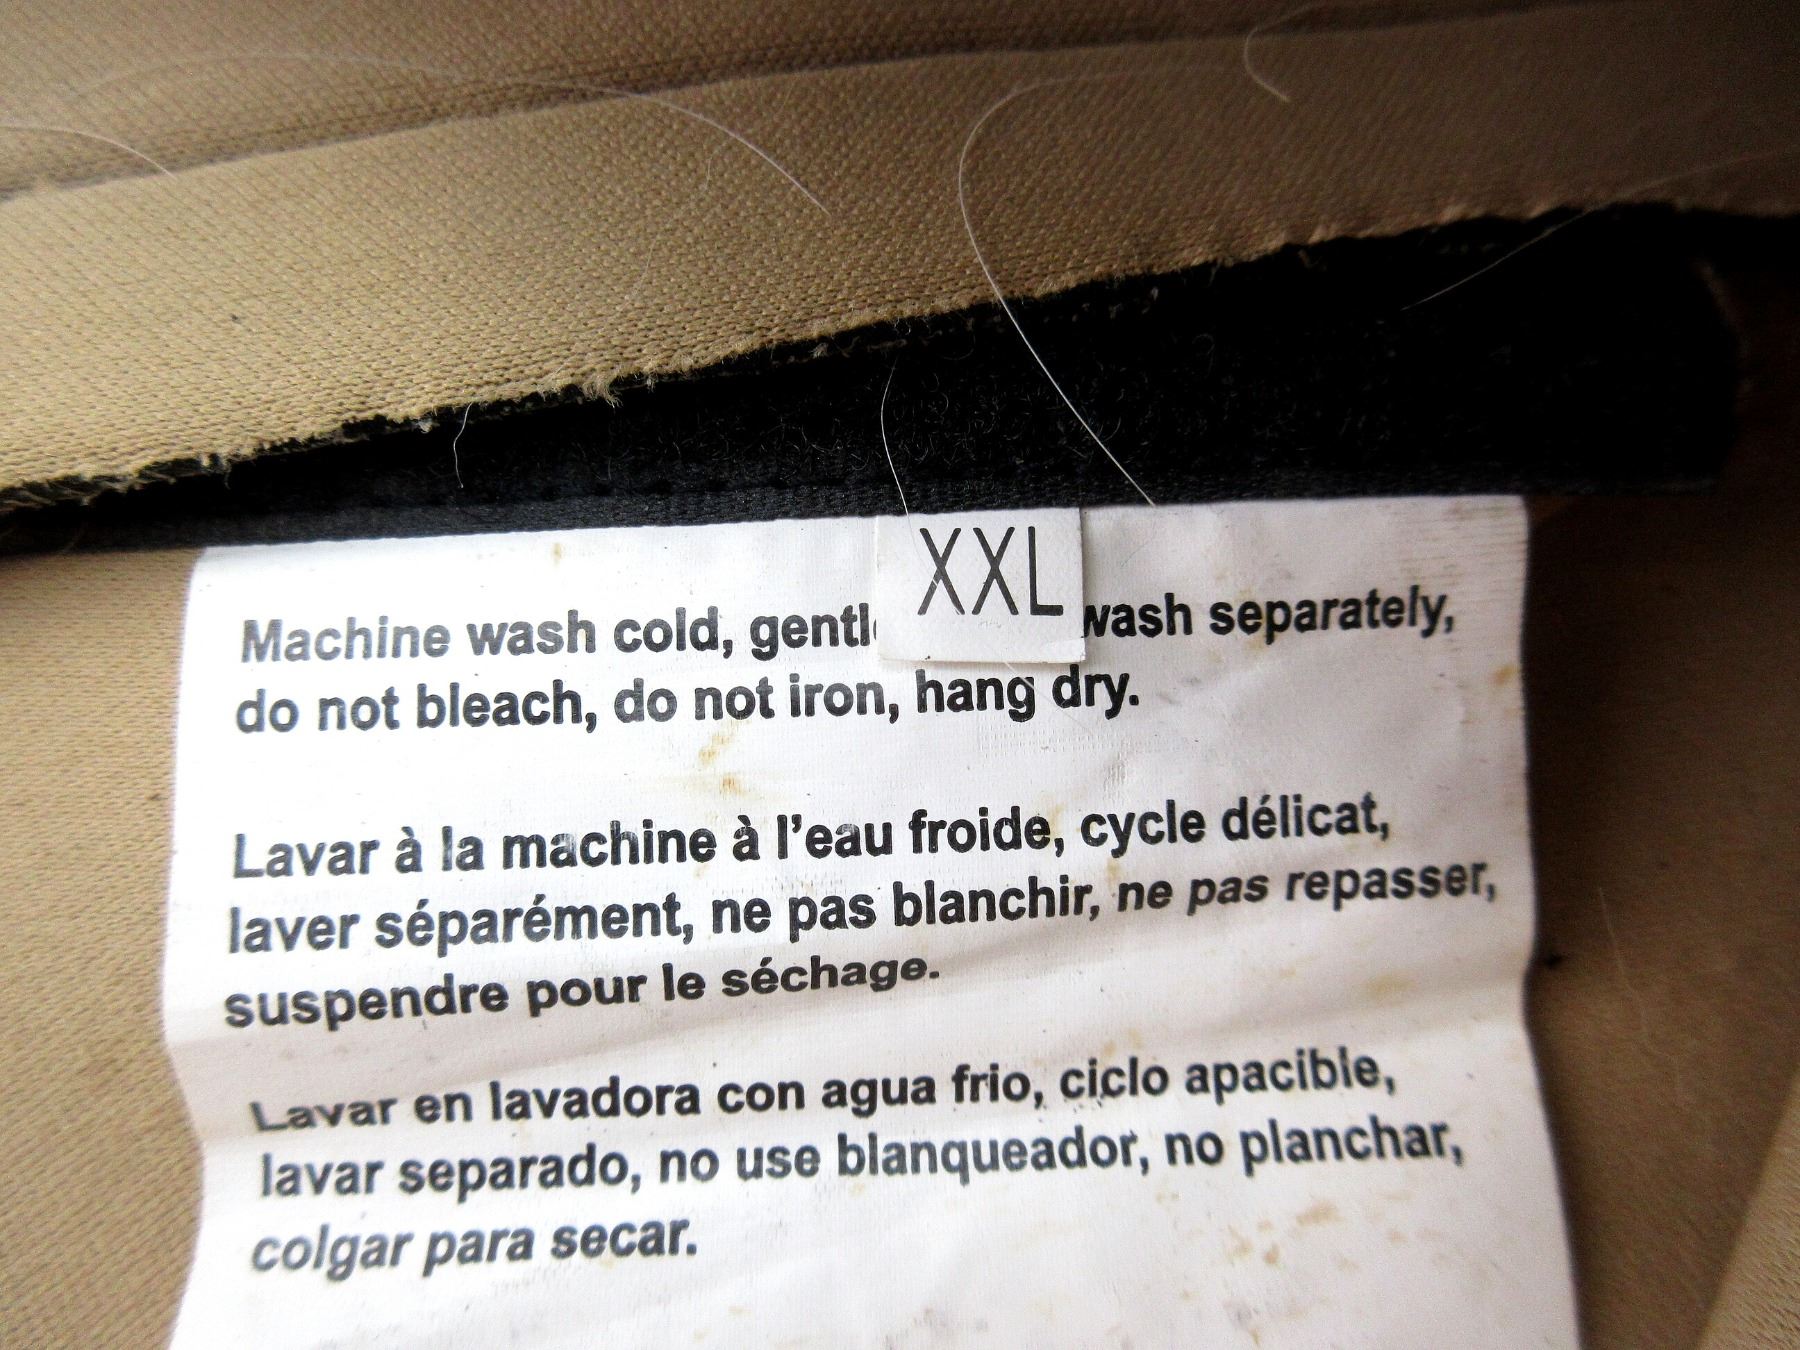 XXL
Machine wash cold, wash separately,
do not bleach, do not iron, hang dry.
Lavar à la machine à l'eau froide, cycle délicat,
laver séparément, ne pas blanchir, ne pas repasser,
suspendre pour le séchage.
Lavar en lavadora con agua frio, ciclo apacible,
lavar separado, no use blanqueador, no planchar,
colgar para secar.